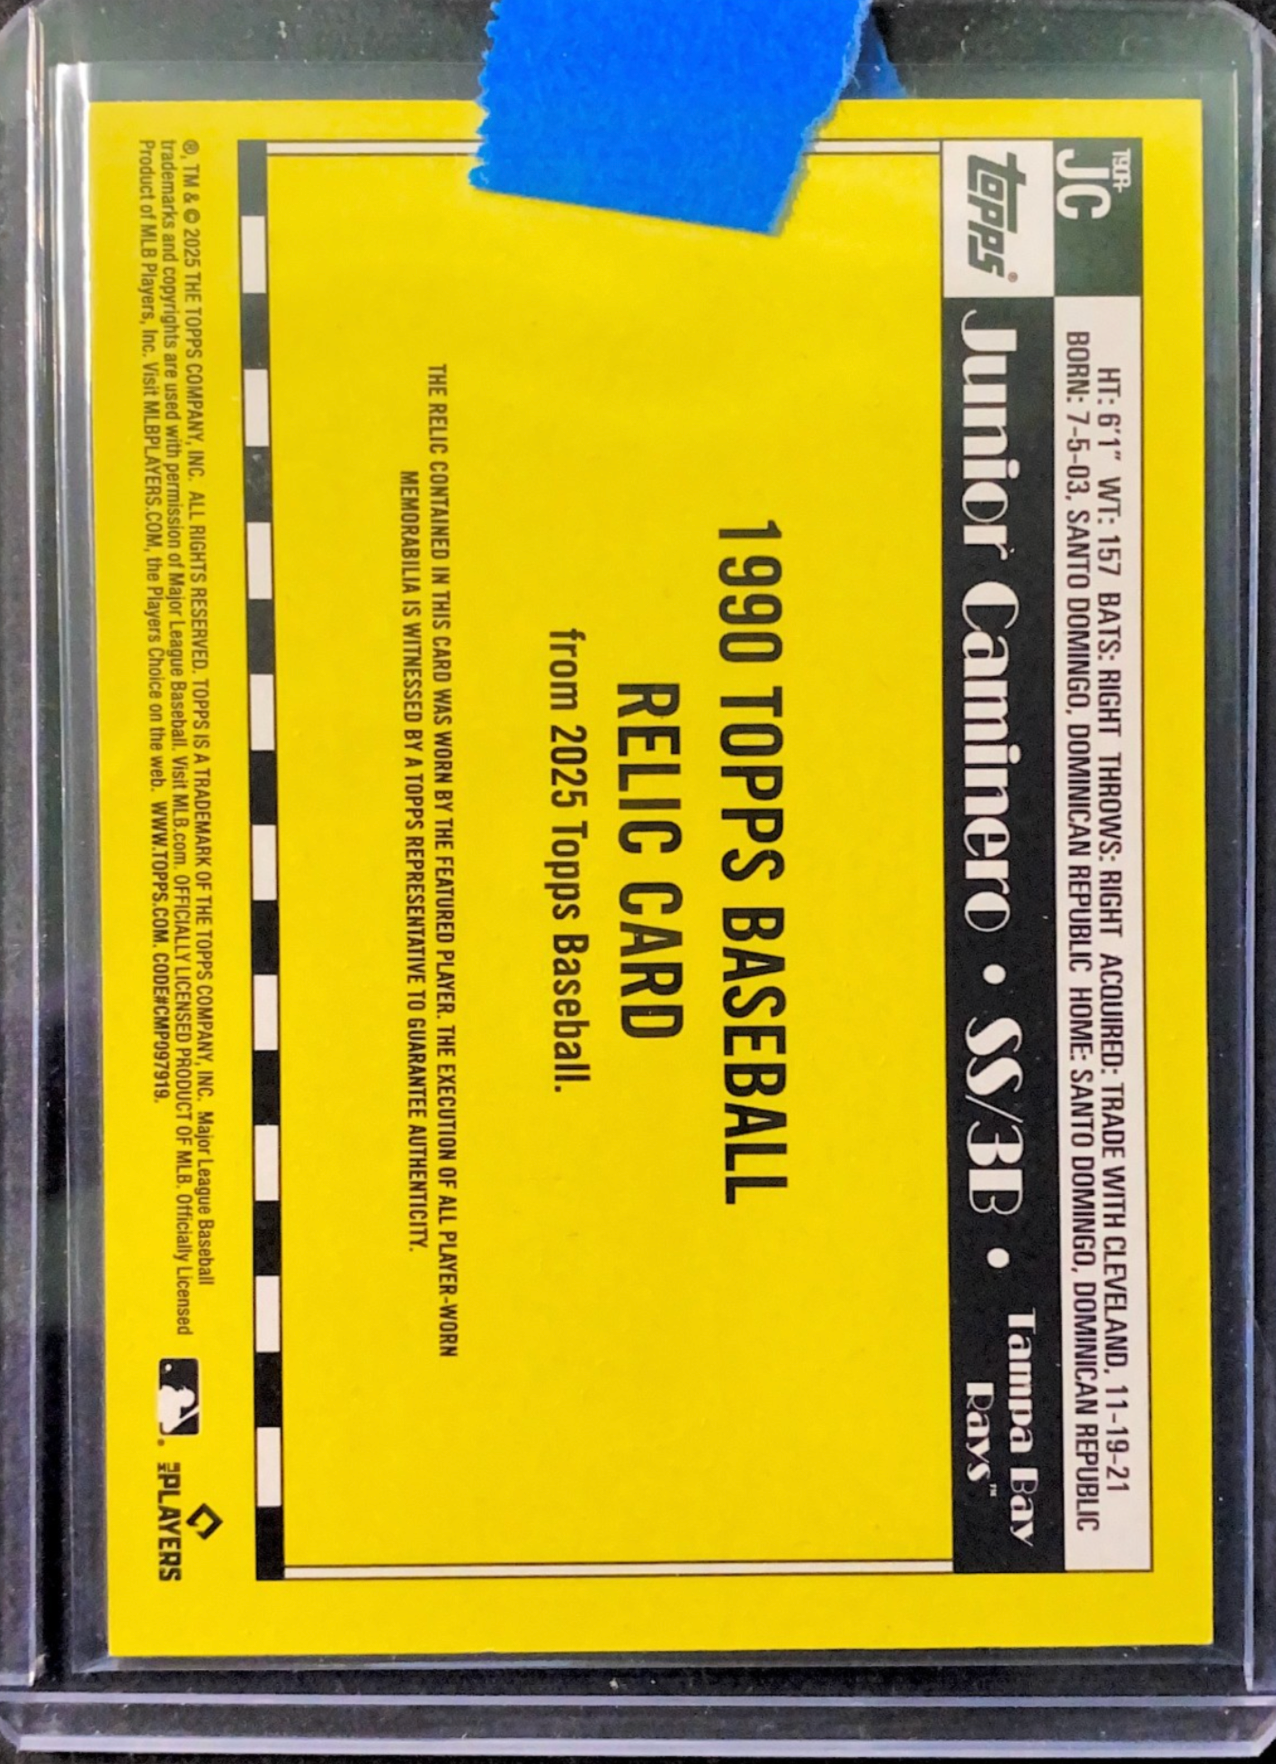 T90R-
JC
HT: 6'1" WT: 157 BATS: RIGHT THROWS: RIGHT ACQUIRED: TRADE WITH CLEVELAND, 11-19-21
BORN: 7-5-03, SANTO DOMINGO, DOMINICAN REPUBLIC HOME: SANTO DOMINGO, DOMINICAN REPUBLIC
topps®
Junior Caminero • SS/3B •
Tampa Bay
Rays™
1990 TOPPS BASEBALL
RELIC CARD
from 2025 Topps Baseball.
THE RELIC CONTAINED IN THIS CARD WAS WORN BY THE FEATURED PLAYER. THE EXECUTION OF ALL PLAYER-WORN
MEMORABILIA IS WITNESSED BY A TOPPS REPRESENTATIVE TO GUARANTEE AUTHENTICITY.
®, TM & © 2025 THE TOPPS COMPANY, INC. ALL RIGHTS RESERVED. TOPPS IS A TRADEMARK OF THE TOPPS COMPANY, INC. Major League Baseball
trademarks and copyrights are used with permission of Major League Baseball. Visit MLB.com. OFFICIALLY LICENSED PRODUCT OF MLB. Officially Licensed
Product of MLB Players, Inc. Visit MLBPLAYERS.COM, the Players Choice on the web. WWW.TOPPS.COM. CODE#CMP097919.
MLB PLAYERS